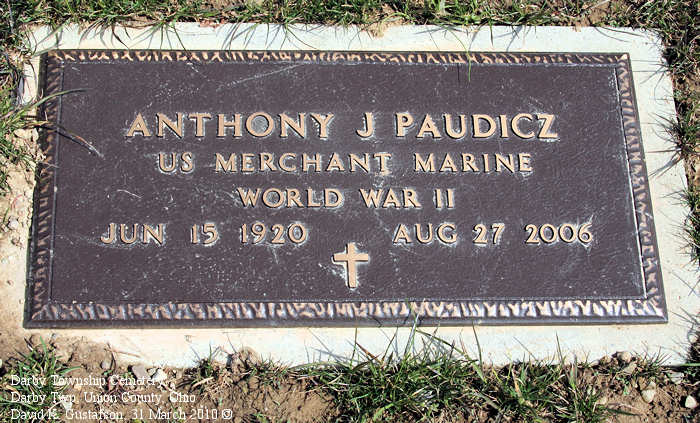 ANTHONY J PAUDICZ
US MERCHANT MARINE
WORLD WAR II
JUN 15 1920 AUG 27 2006
Darby Township Cemetery
Darby Twp, Union County, Ohio
David K. Gustafson, 31 March 2010 ©